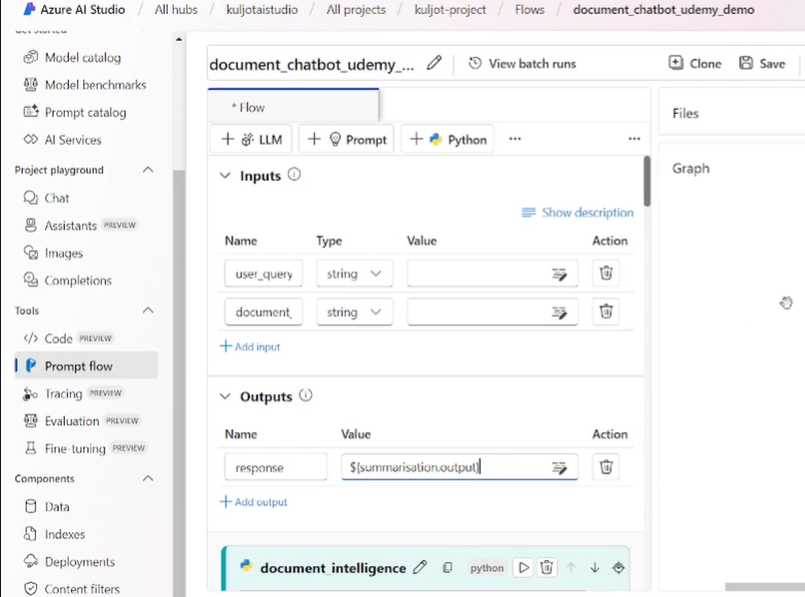 Azure AI Studio / All hubs / kuljotaistudio / All projects / kuljot-project / Flows / document_chatbot_udemy_demo
Model catalog
Model benchmarks
Prompt catalog
AI Services
Project playground
Chat
Assistants PREVIEW
Images
Completions
Tools
Code PREVIEW
Prompt flow
Tracing PREVIEW
Evaluation PREVIEW
Fine-tuning PREVIEW
Components
Data
Indexes
Deployments
Content filters
document_chatbot_udemy_... View batch runs Clone Save
* Flow
+ LLM + Prompt + Python ... ...
Inputs
Show description
Name Type Value Action
user_query string
document_ string
+ Add input
Outputs
Name Value Action
response ${summarisation.output}
+ Add output
document_intelligence python
Files
Graph